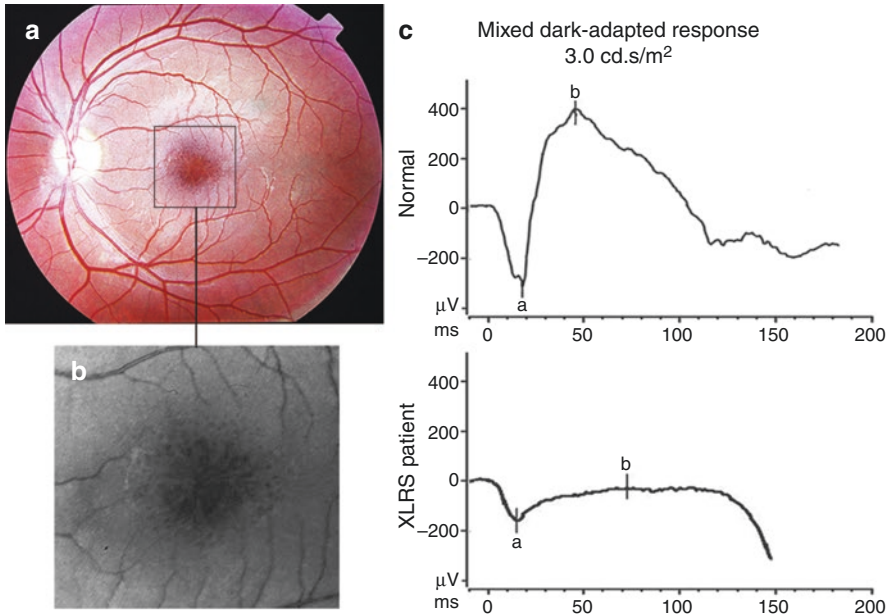 a
b
c
Mixed dark-adapted response
3.0 cd.s/m²
Normal
400
200
0
−200
μV
ms
0
50
100
150
200
b
a
XLRS patient
400
200
0
−200
μV
ms
0
50
100
150
200
b
a